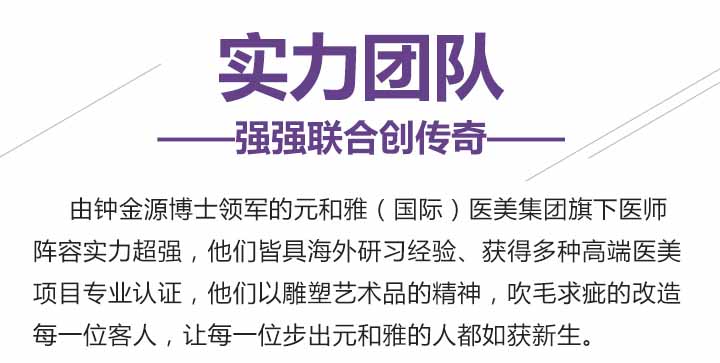 实力团队
——强强联合创传奇——
由钟金源博士领军的元和雅（国际）医美集团旗下医师
阵容实力超强，他们皆具海外研习经验、获得多种高端医美
项目专业认证，他们以雕塑艺术品的精神，吹毛求疵的改造
每一位客人，让每一位步出元和雅的人都如获新生。